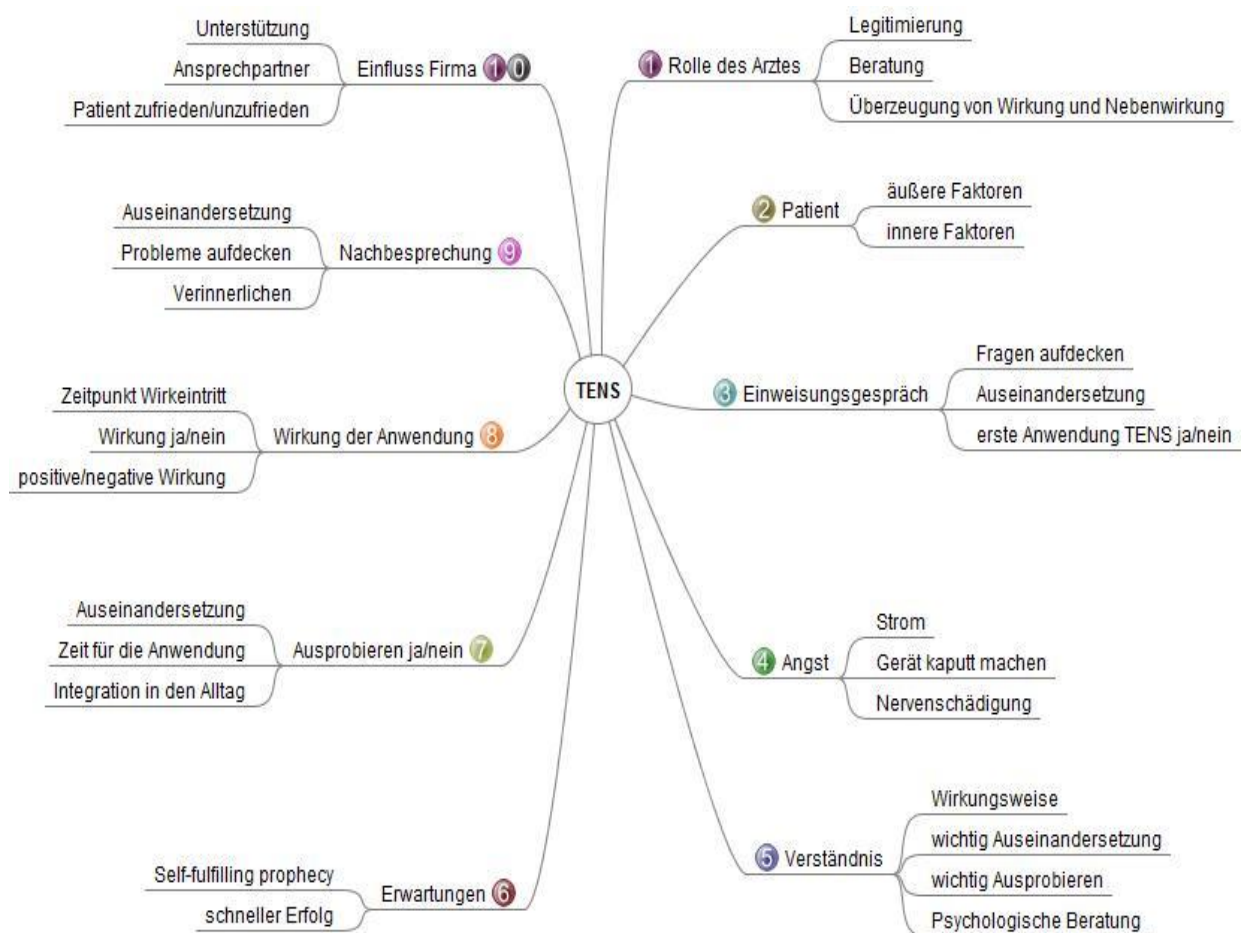 TENS
1 Rolle des Arztes
Legitimierung
Beratung
Überzeugung von Wirkung und Nebenwirkung
2 Patient
äußere Faktoren
innere Faktoren
3 Einweisungsgespräch
Fragen aufdecken
Auseinandersetzung
erste Anwendung TENS ja/nein
4 Angst
Strom
Gerät kaputt machen
Nervenschädigung
5 Verständnis
Wirkungsweise
wichtig Auseinandersetzung
wichtig Ausprobieren
Psychologische Beratung
Erwartungen 6
Self-fulfilling prophecy
schneller Erfolg
Ausprobieren ja/nein 7
Auseinandersetzung
Zeit für die Anwendung
Integration in den Alltag
Wirkung der Anwendung 8
Zeitpunkt Wirkeintritt
Wirkung ja/nein
positive/negative Wirkung
Nachbesprechung 9
Auseinandersetzung
Probleme aufdecken
Verinnerlichen
Einfluss Firma 10
Unterstützung
Ansprechpartner
Patient zufrieden/unzufrieden